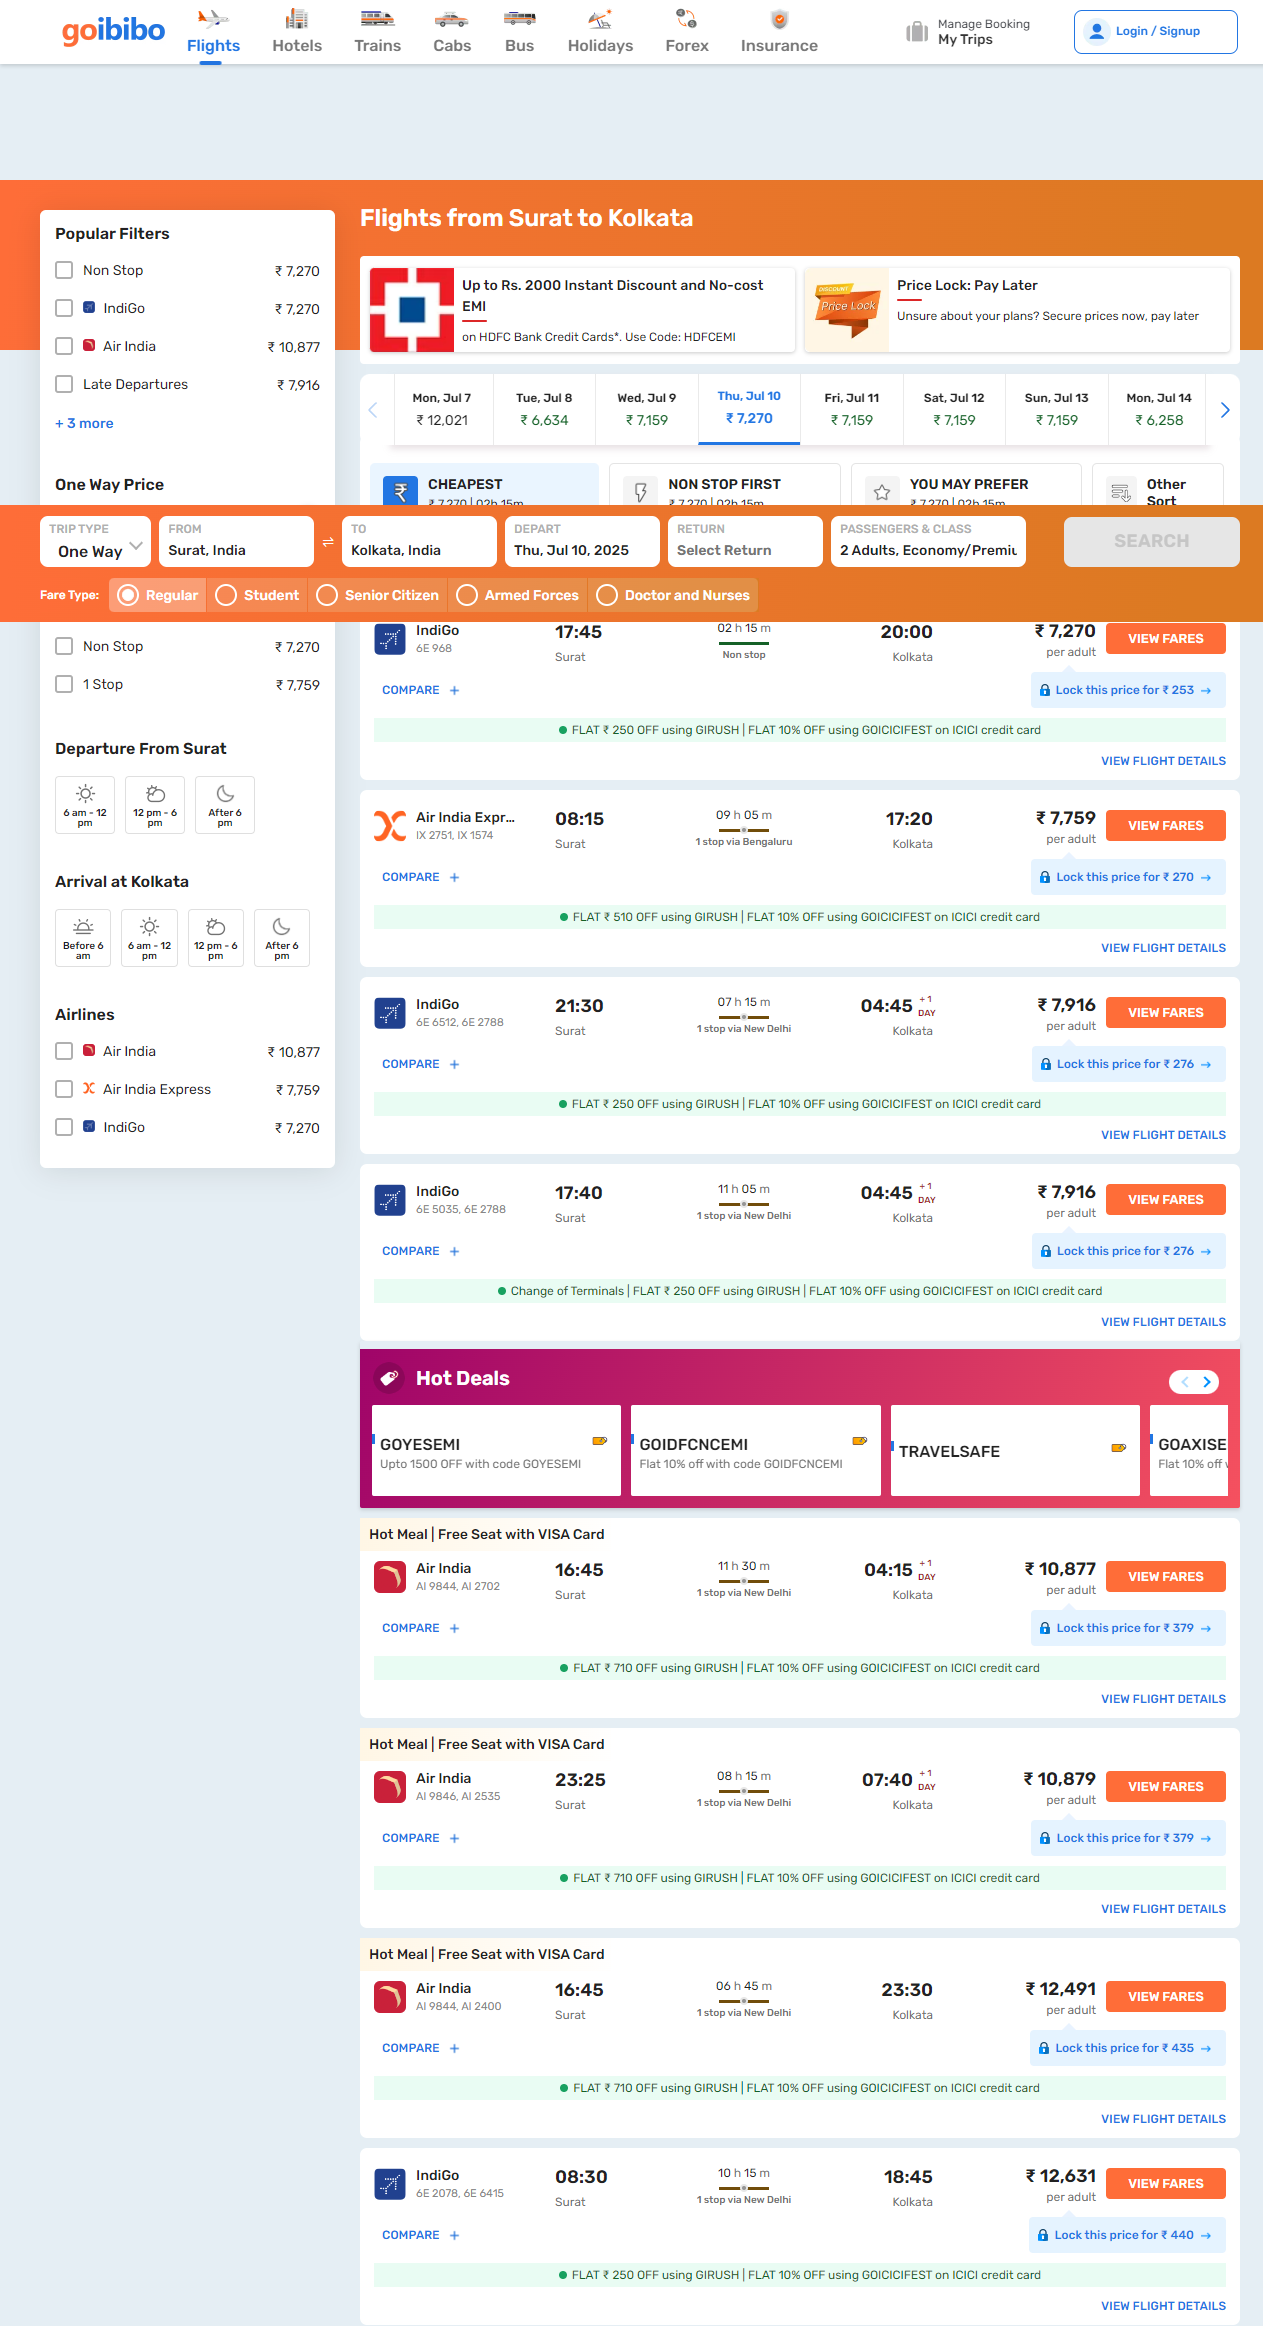 goibibo
Flights
Hotels
Trains
Cabs
Bus
Holidays
Forex
Insurance
Manage Booking
My Trips
Login / Signup
Popular Filters
Non Stop ₹ 7,270
IndiGo ₹ 7,270
Air India ₹ 10,877
Late Departures ₹ 7,916
+ 3 more
One Way Price
Flights from Surat to Kolkata
Up to Rs. 2000 Instant Discount and No-cost
EMI
on HDFC Bank Credit Cards*. Use Code: HDFCEMI
DISCOUNT
Price Lock
Price Lock: Pay Later
Unsure about your plans? Secure prices now, pay later
Mon, Jul 7
₹ 12,021
Tue, Jul 8
₹ 6,634
Wed, Jul 9
₹ 7,159
Thu, Jul 10
₹ 7,270
Fri, Jul 11
₹ 7,159
Sat, Jul 12
₹ 7,159
Sun, Jul 13
₹ 7,159
Mon, Jul 14
₹ 6,258
CHEAPEST
₹ 7,270 | 02h 15m
NON STOP FIRST
₹ 7,270 | 02h 15m
YOU MAY PREFER
₹ 7,270 | 02h 15m
Other
Sort
TRIP TYPE
One Way
FROM
Surat, India
TO
Kolkata, India
DEPART
Thu, Jul 10, 2025
RETURN
Select Return
PASSENGERS & CLASS
2 Adults, Economy/Premiu
SEARCH
Fare Type:
Regular
Student
Senior Citizen
Armed Forces
Doctor and Nurses
Non Stop ₹ 7,270
1 Stop ₹ 7,759
Departure From Surat
6 am - 12
pm
12 pm - 6
pm
After 6
pm
Arrival at Kolkata
Before 6
am
6 am - 12
pm
12 pm - 6
pm
After 6
pm
Airlines
Air India ₹ 10,877
Air India Express ₹ 7,759
IndiGo ₹ 7,270
IndiGo
6E 968
17:45
Surat
02 h 15 m
Non stop
20:00
Kolkata
₹ 7,270
per adult
VIEW FARES
COMPARE +
Lock this price for ₹ 253 →
FLAT ₹ 250 OFF using GIRUSH | FLAT 10% OFF using GOICICIFEST on ICICI credit card
VIEW FLIGHT DETAILS
Air India Expr...
IX 2751, IX 1574
08:15
Surat
09 h 05 m
1 stop via Bengaluru
17:20
Kolkata
₹ 7,759
per adult
VIEW FARES
COMPARE +
Lock this price for ₹ 270 →
FLAT ₹ 510 OFF using GIRUSH | FLAT 10% OFF using GOICICIFEST on ICICI credit card
VIEW FLIGHT DETAILS
IndiGo
6E 6512, 6E 2788
21:30
Surat
07 h 15 m
1 stop via New Delhi
04:45 +1 DAY
Kolkata
₹ 7,916
per adult
VIEW FARES
COMPARE +
Lock this price for ₹ 276 →
FLAT ₹ 250 OFF using GIRUSH | FLAT 10% OFF using GOICICIFEST on ICICI credit card
VIEW FLIGHT DETAILS
IndiGo
6E 5035, 6E 2788
17:40
Surat
11 h 05 m
1 stop via New Delhi
04:45 +1 DAY
Kolkata
₹ 7,916
per adult
VIEW FARES
COMPARE +
Lock this price for ₹ 276 →
Change of Terminals | FLAT ₹ 250 OFF using GIRUSH | FLAT 10% OFF using GOICICIFEST on ICICI credit card
VIEW FLIGHT DETAILS
Hot Deals
GOYESEMI
Upto 1500 OFF with code GOYESEMI
GOIDFCNCEMI
Flat 10% off with code GOIDFCNCEMI
TRAVELSAFE
GOAXISE
Flat 10% off
Hot Meal | Free Seat with VISA Card
Air India
AI 9844, AI 2702
16:45
Surat
11 h 30 m
1 stop via New Delhi
04:15 +1 DAY
Kolkata
₹ 10,877
per adult
VIEW FARES
COMPARE +
Lock this price for ₹ 379 →
FLAT ₹ 710 OFF using GIRUSH | FLAT 10% OFF using GOICICIFEST on ICICI credit card
VIEW FLIGHT DETAILS
Hot Meal | Free Seat with VISA Card
Air India
AI 9846, AI 2535
23:25
Surat
08 h 15 m
1 stop via New Delhi
07:40 +1 DAY
Kolkata
₹ 10,879
per adult
VIEW FARES
COMPARE +
Lock this price for ₹ 379 →
FLAT ₹ 710 OFF using GIRUSH | FLAT 10% OFF using GOICICIFEST on ICICI credit card
VIEW FLIGHT DETAILS
Hot Meal | Free Seat with VISA Card
Air India
AI 9844, AI 2400
16:45
Surat
06 h 45 m
1 stop via New Delhi
23:30
Kolkata
₹ 12,491
per adult
VIEW FARES
COMPARE +
Lock this price for ₹ 435 →
FLAT ₹ 710 OFF using GIRUSH | FLAT 10% OFF using GOICICIFEST on ICICI credit card
VIEW FLIGHT DETAILS
IndiGo
6E 2078, 6E 6415
08:30
Surat
10 h 15 m
1 stop via New Delhi
18:45
Kolkata
₹ 12,631
per adult
VIEW FARES
COMPARE +
Lock this price for ₹ 440 →
FLAT ₹ 250 OFF using GIRUSH | FLAT 10% OFF using GOICICIFEST on ICICI credit card
VIEW FLIGHT DETAILS